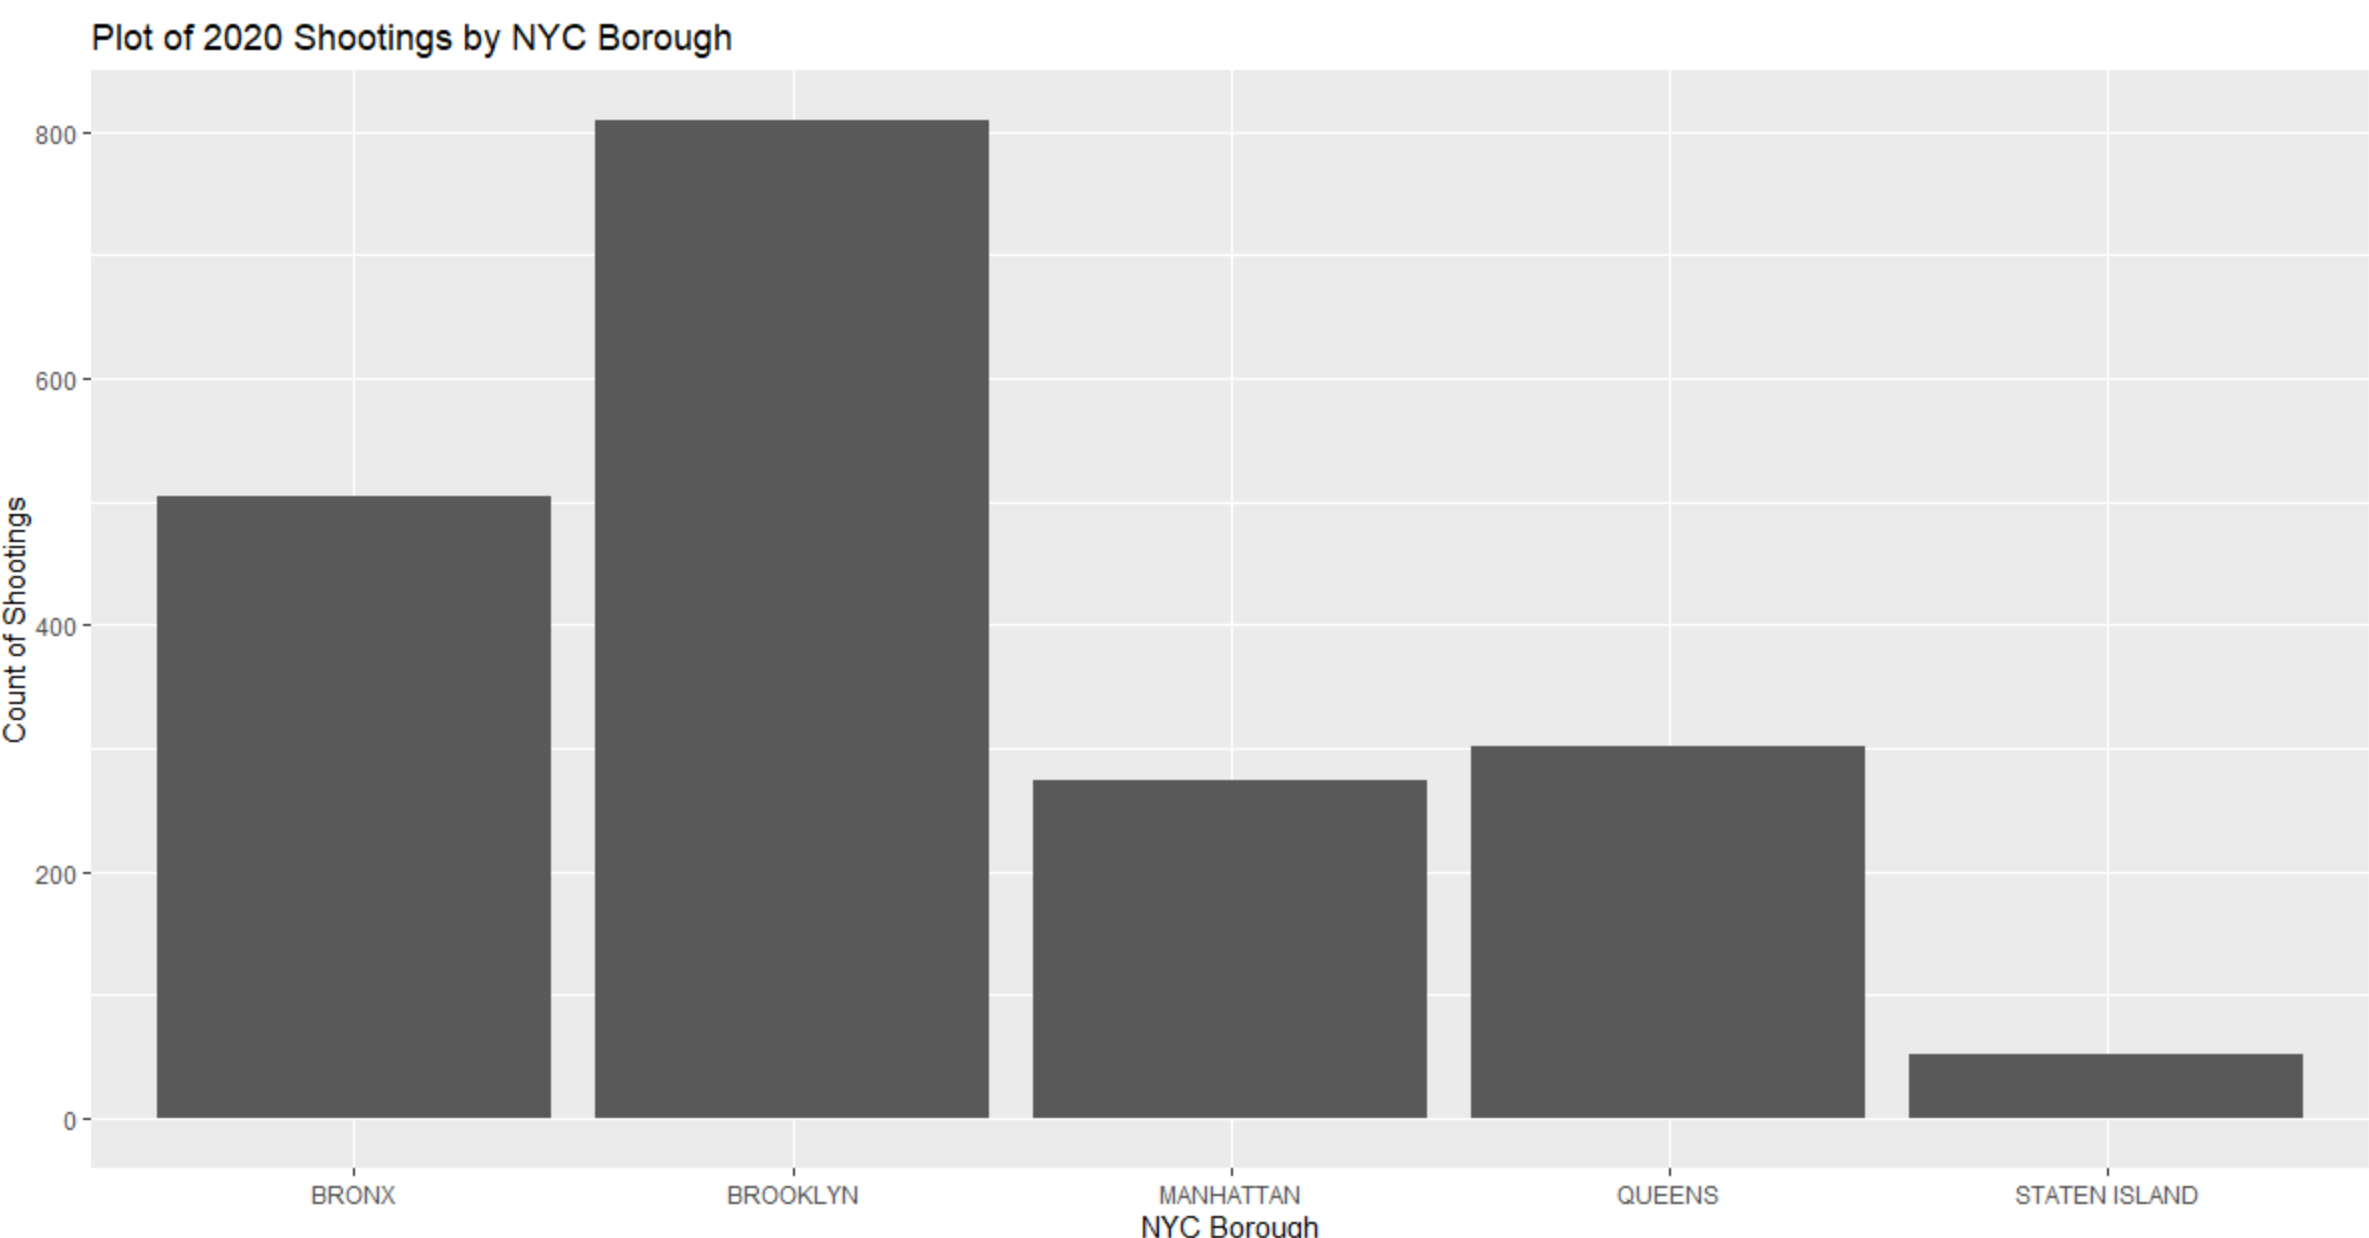 Plot of 2020 Shootings by NYC Borough
Count of Shootings
800
600
400
200
0
BRONX
BROOKLYN
MANHATTAN
QUEENS
STATEN ISLAND
NYC Borough